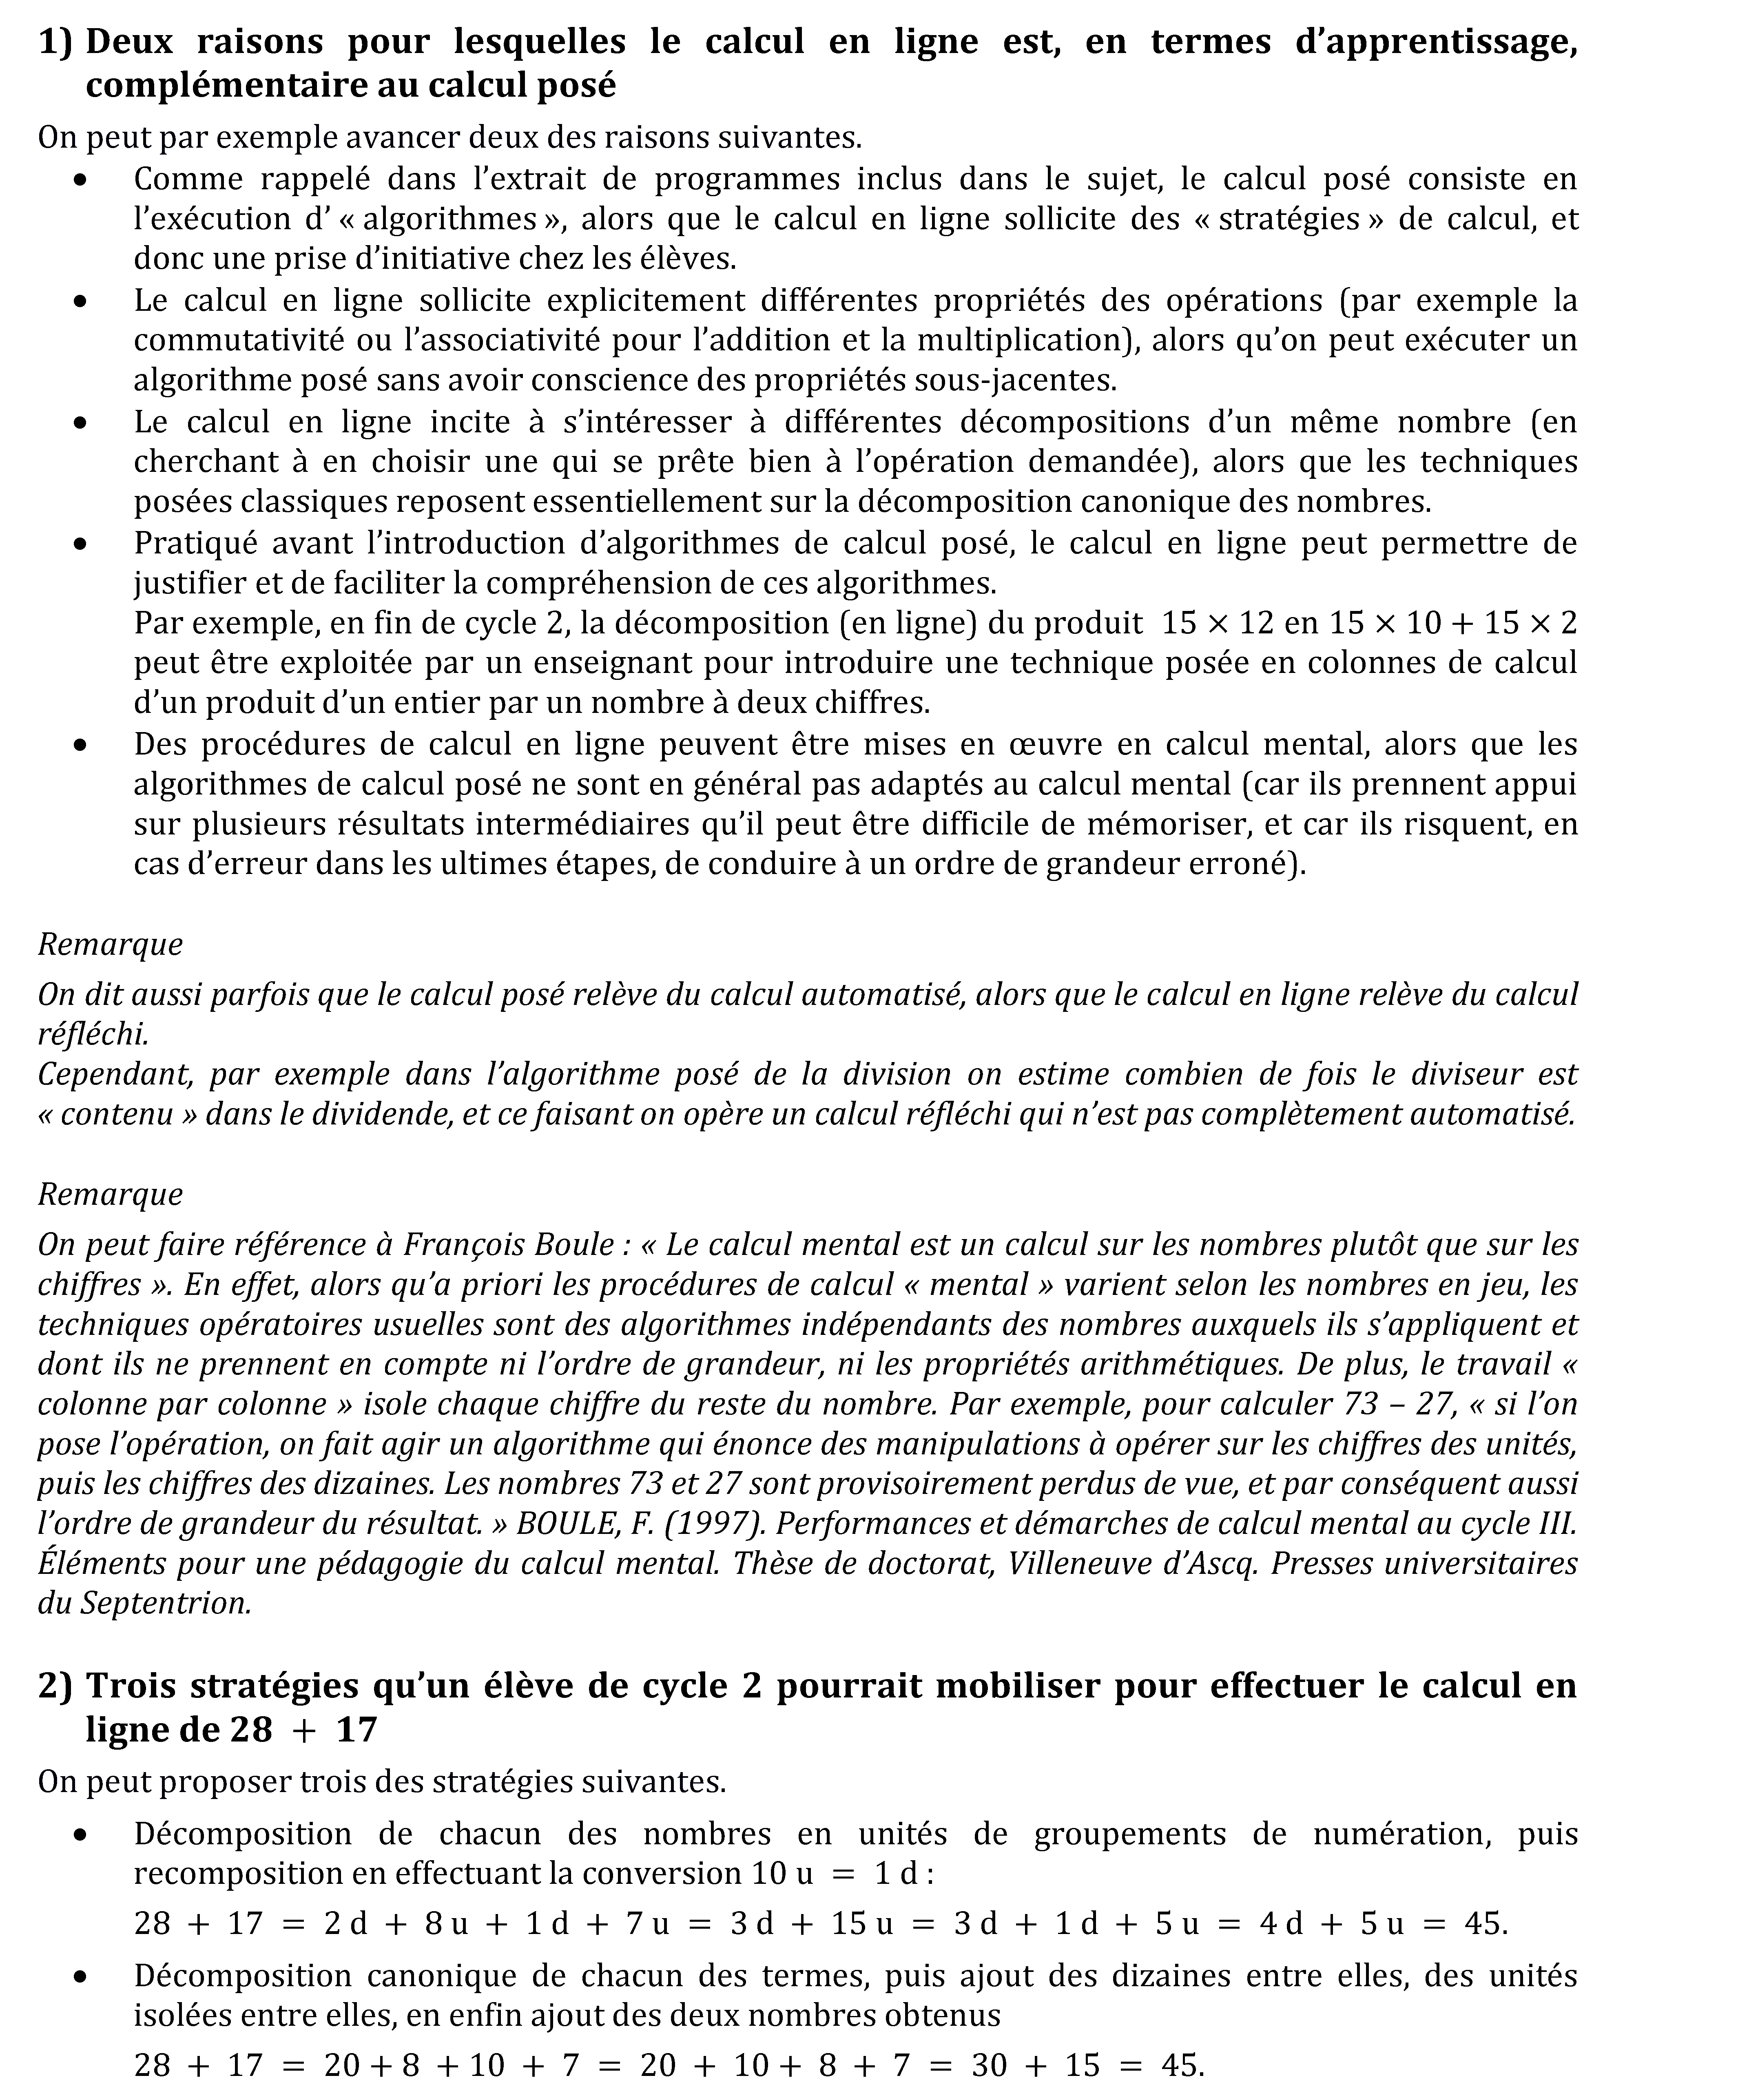 1) Deux raisons pour lesquelles le calcul en ligne est, en termes d’apprentissage,
complémentaire au calcul posé
On peut par exemple avancer deux des raisons suivantes.
• Comme rappelé dans l’extrait de programmes inclus dans le sujet, le calcul posé consiste en
l’exécution d’ « algorithmes », alors que le calcul en ligne sollicite des « stratégies » de calcul, et
donc une prise d’initiative chez les élèves.
• Le calcul en ligne sollicite explicitement différentes propriétés des opérations (par exemple la
commutativité ou l’associativité pour l’addition et la multiplication), alors qu’on peut exécuter un
algorithme posé sans avoir conscience des propriétés sous-jacentes.
• Le calcul en ligne incite à s’intéresser à différentes décompositions d’un même nombre (en
cherchant à en choisir une qui se prête bien à l’opération demandée), alors que les techniques
posées classiques reposent essentiellement sur la décomposition canonique des nombres.
• Pratiqué avant l’introduction d’algorithmes de calcul posé, le calcul en ligne peut permettre de
justifier et de faciliter la compréhension de ces algorithmes.
Par exemple, en fin de cycle 2, la décomposition (en ligne) du produit 15 × 12 en 15 × 10 + 15 × 2
peut être exploitée par un enseignant pour introduire une technique posée en colonnes de calcul
d’un produit d’un entier par un nombre à deux chiffres.
• Des procédures de calcul en ligne peuvent être mises en œuvre en calcul mental, alors que les
algorithmes de calcul posé ne sont en général pas adaptés au calcul mental (car ils prennent appui
sur plusieurs résultats intermédiaires qu’il peut être difficile de mémoriser, et car ils risquent, en
cas d’erreur dans les ultimes étapes, de conduire à un ordre de grandeur erroné).
Remarque
On dit aussi parfois que le calcul posé relève du calcul automatisé, alors que le calcul en ligne relève du calcul
réfléchi.
Cependant, par exemple dans l’algorithme posé de la division on estime combien de fois le diviseur est
« contenu » dans le dividende, et ce faisant on opère un calcul réfléchi qui n’est pas complètement automatisé.
Remarque
On peut faire référence à François Boule : « Le calcul mental est un calcul sur les nombres plutôt que sur les
chiffres ». En effet, alors qu’a priori les procédures de calcul « mental » varient selon les nombres en jeu, les
techniques opératoires usuelles sont des algorithmes indépendants des nombres auxquels ils s’appliquent et
dont ils ne prennent en compte ni l’ordre de grandeur, ni les propriétés arithmétiques. De plus, le travail «
colonne par colonne » isole chaque chiffre du reste du nombre. Par exemple, pour calculer 73 – 27, « si l’on
pose l’opération, on fait agir un algorithme qui énonce des manipulations à opérer sur les chiffres des unités,
puis les chiffres des dizaines. Les nombres 73 et 27 sont provisoirement perdus de vue, et par conséquent aussi
l’ordre de grandeur du résultat. » BOULE, F. (1997). Performances et démarches de calcul mental au cycle III.
Éléments pour une pédagogie du calcul mental. Thèse de doctorat, Villeneuve d’Ascq. Presses universitaires
du Septentrion.
2) Trois stratégies qu’un élève de cycle 2 pourrait mobiliser pour effectuer le calcul en
ligne de 28 + 17
On peut proposer trois des stratégies suivantes.
• Décomposition de chacun des nombres en unités de groupements de numération, puis
recomposition en effectuant la conversion 10 u = 1 d :
28 + 17 = 2 d + 8 u + 1 d + 7 u = 3 d + 15 u = 3 d + 1 d + 5 u = 4 d + 5 u = 45.
• Décomposition canonique de chacun des termes, puis ajout des dizaines entre elles, des unités
isolées entre elles, en enfin ajout des deux nombres obtenus
28 + 17 = 20 + 8 + 10 + 7 = 20 + 10 + 8 + 7 = 30 + 15 = 45.